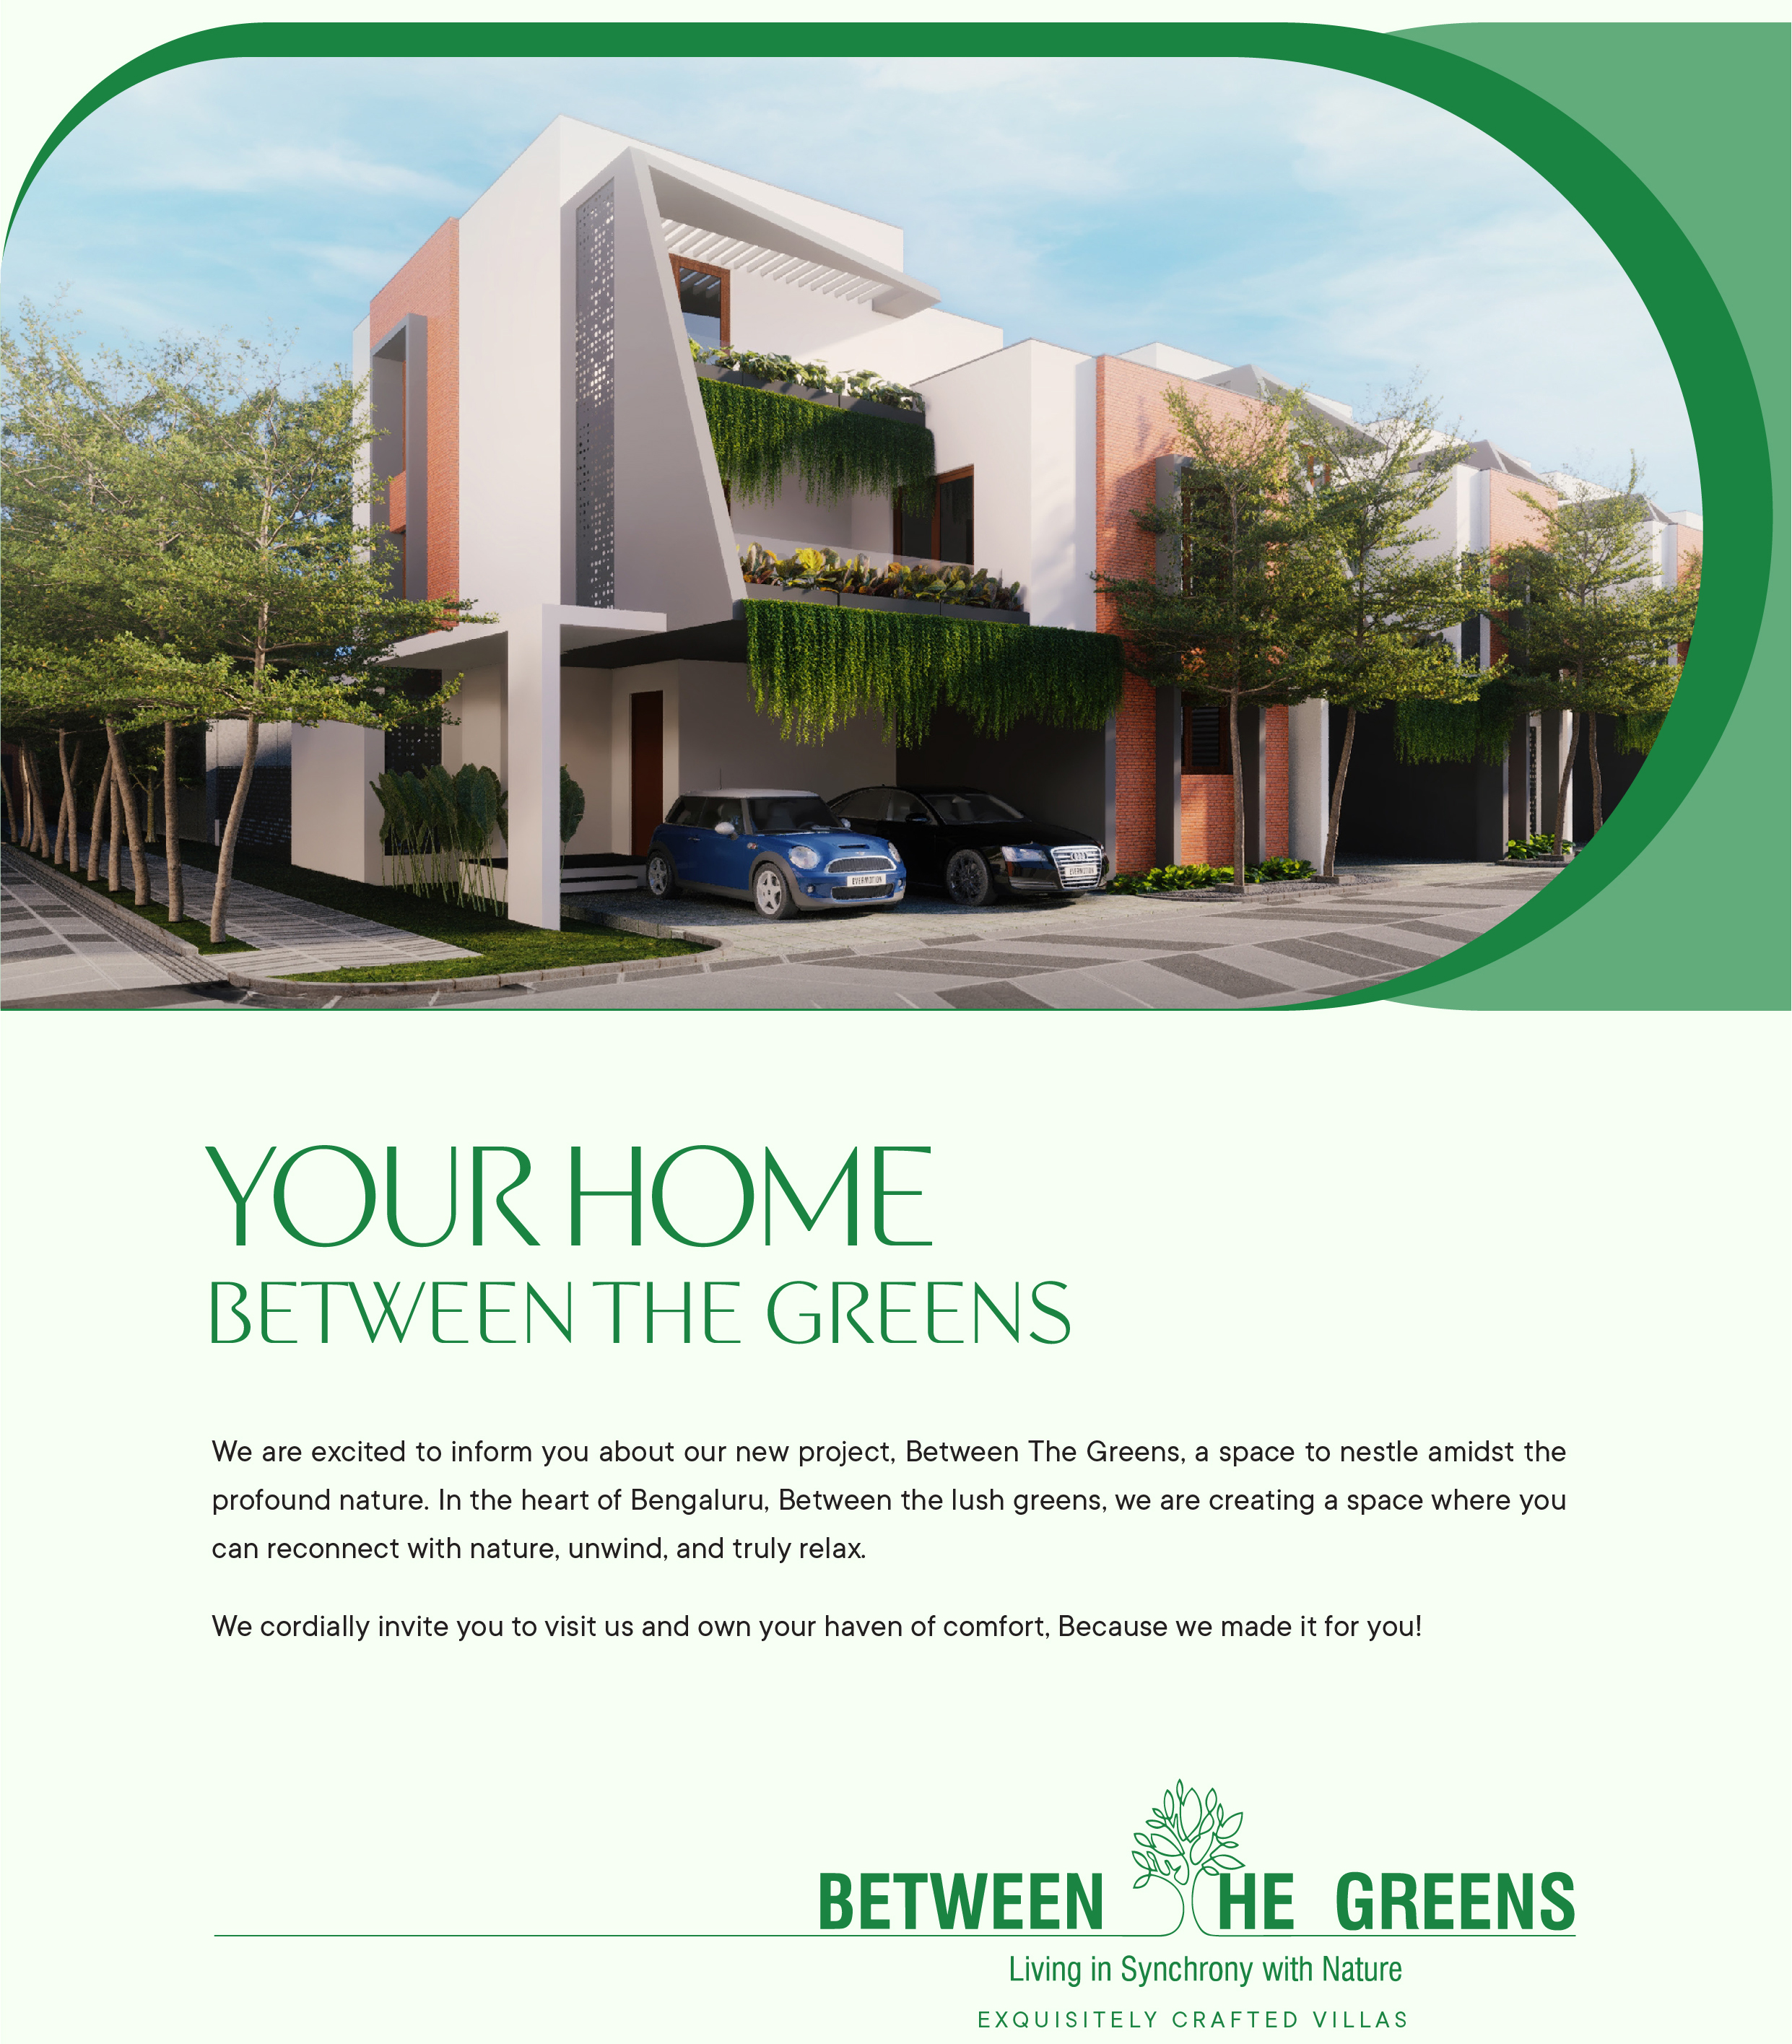 EVERMOTION
EVERMOTION
YOUR HOME
BETWEEN THE GREENS
We are excited to inform you about our new project, Between The Greens, a space to nestle amidst the
profound nature. In the heart of Bengaluru, Between the lush greens, we are creating a space where you
can reconnect with nature, unwind, and truly relax.
We cordially invite you to visit us and own your haven of comfort, Because we made it for you!
BETWEEN THE GREENS
Living in Synchrony with Nature
EXQUISITELY CRAFTED VILLAS